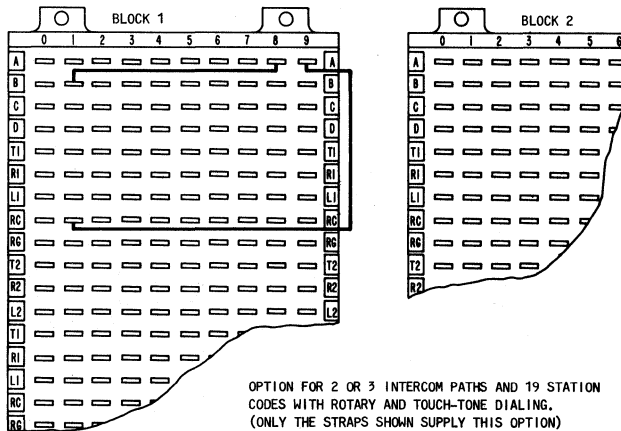 BLOCK 1
0 1 2 3 4 5 6 7 8 9
A A
B B
C C
D D
T1 T1
R1 R1
L1 L1
RC RC
RG RG
T2 T2
R2 R2
L2 L2
T1
R1
L1
RC
RG
BLOCK 2
0 1 2 3 4 5 6
A
B
C
D
T1
R1
L1
RC
RG
T2
R2
OPTION FOR 2 OR 3 INTERCOM PATHS AND 19 STATION
CODES WITH ROTARY AND TOUCH-TONE DIALING.
(ONLY THE STRAPS SHOWN SUPPLY THIS OPTION)